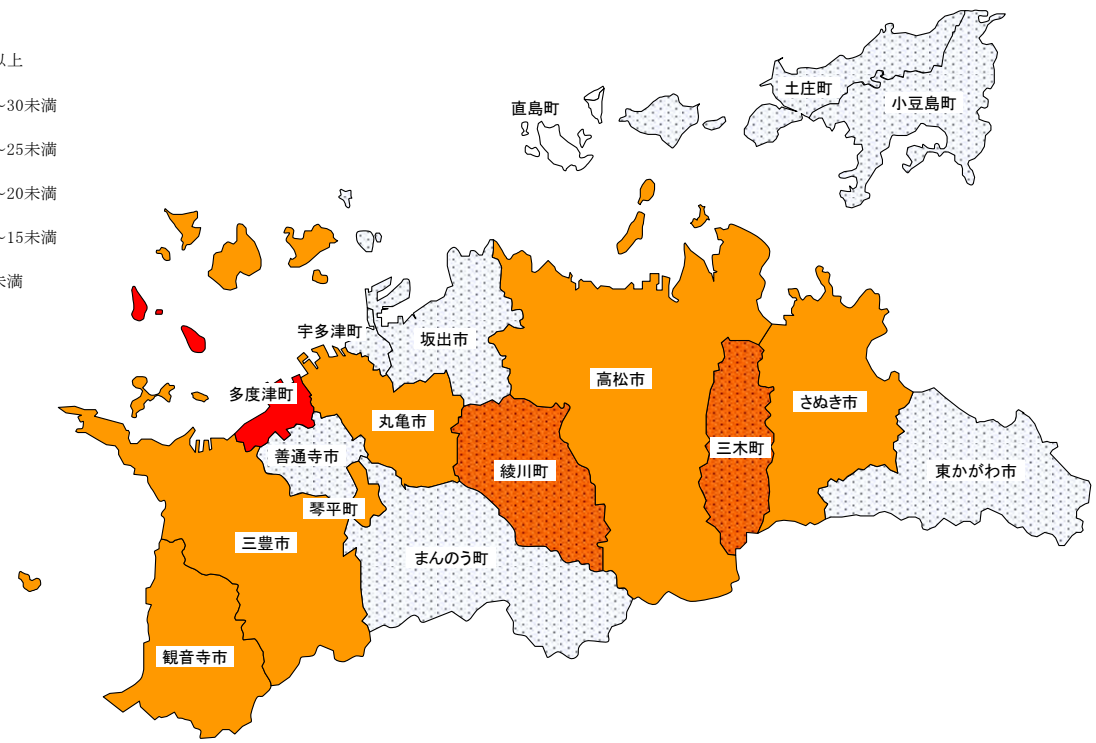 以上
~30未満
~25未満
~20未満
~15未満
未満
直島町
土庄町
小豆島町
宇多津町
坂出市
高松市
多度津町
丸亀市
さぬき市
善通寺市
三木町
綾川町
東かがわ市
琴平町
三豊市
まんのう町
観音寺市